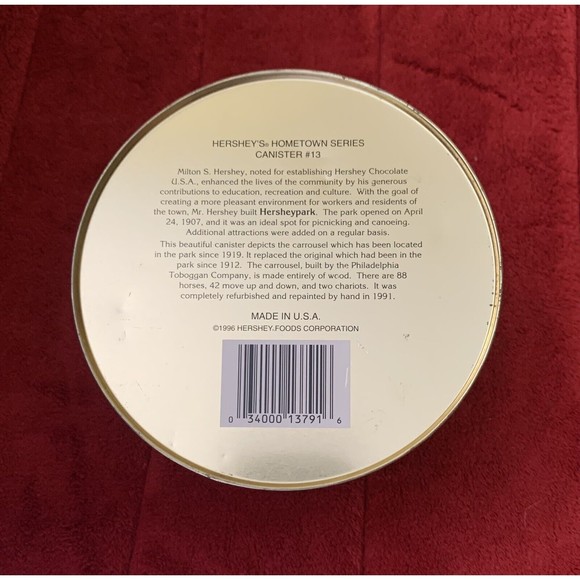 HERSHEY'S® HOMETOWN SERIES
CANISTER #13
Milton S. Hershey, noted for establishing Hershey Chocolate
U.S.A., enhanced the lives of the community by his generous
contributions to education, recreation and culture. With the goal of
creating a more pleasant environment for workers and residents of
the town, Mr. Hershey built Hersheypark. The park opened on April
24, 1907, and it was an ideal spot for picnicking and canoeing.
Additional attractions were added on a regular basis.
This beautiful canister depicts the carrousel which has been located
in the park since 1919. It replaced the original which had been in the
park since 1912. The carrousel, built by the Philadelphia
Toboggan Company, is made entirely of wood. There are 88
horses, 42 move up and down, and two chariots. It was
completely refurbished and repainted by hand in 1991.
MADE IN U.S.A.
©1996 HERSHEY FOODS CORPORATION
0 34000 13791 6